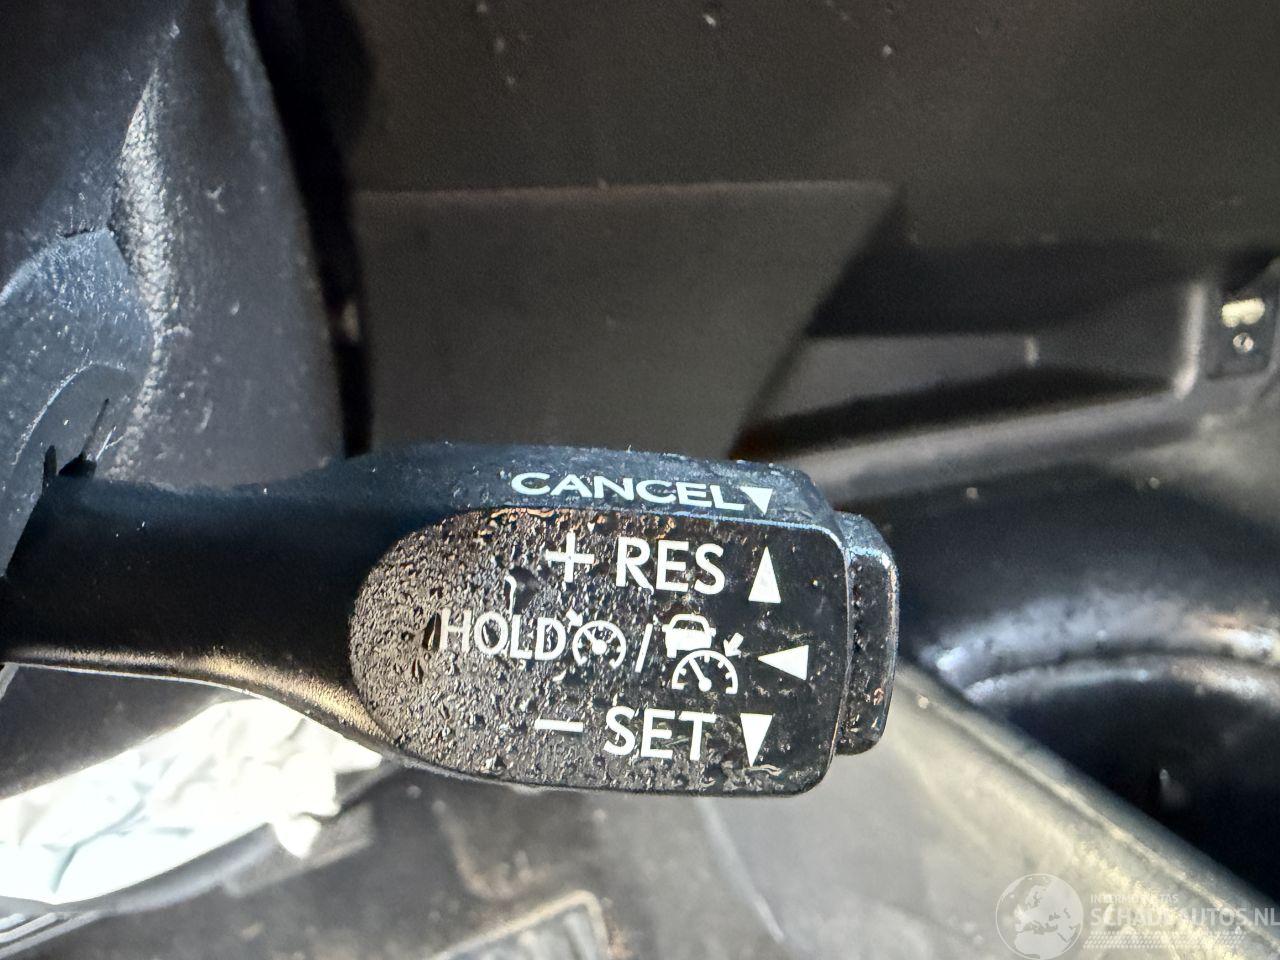 CANCEL▼
+ RES ▲
HOLD / ◀
− SET ▼
SCHADEAUTOS.NL